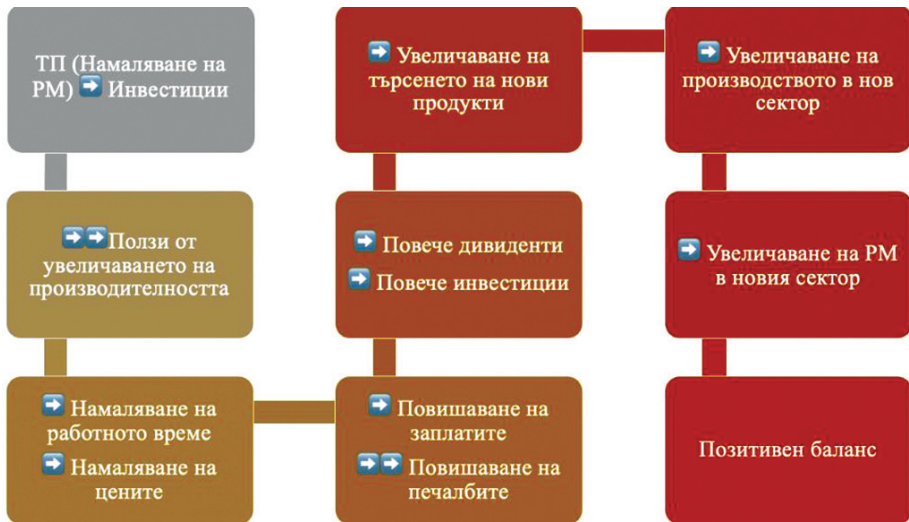 ТП (Намаляване на
РМ) ➡ Инвестиции
➡➡Ползи от
увеличаването на
производителността
➡ Намаляване на
работното време
➡ Намаляване на
цените
➡ Повишаване на
заплатите
➡➡ Повишаване на
печалбите
➡ Повече дивиденти
➡ Повече инвестиции
➡ Увеличаване на
търсенето на нови
продукти
➡ Увеличаване на
производството в нов
сектор
➡ Увеличаване на РМ
в новия сектор
Позитивен баланс